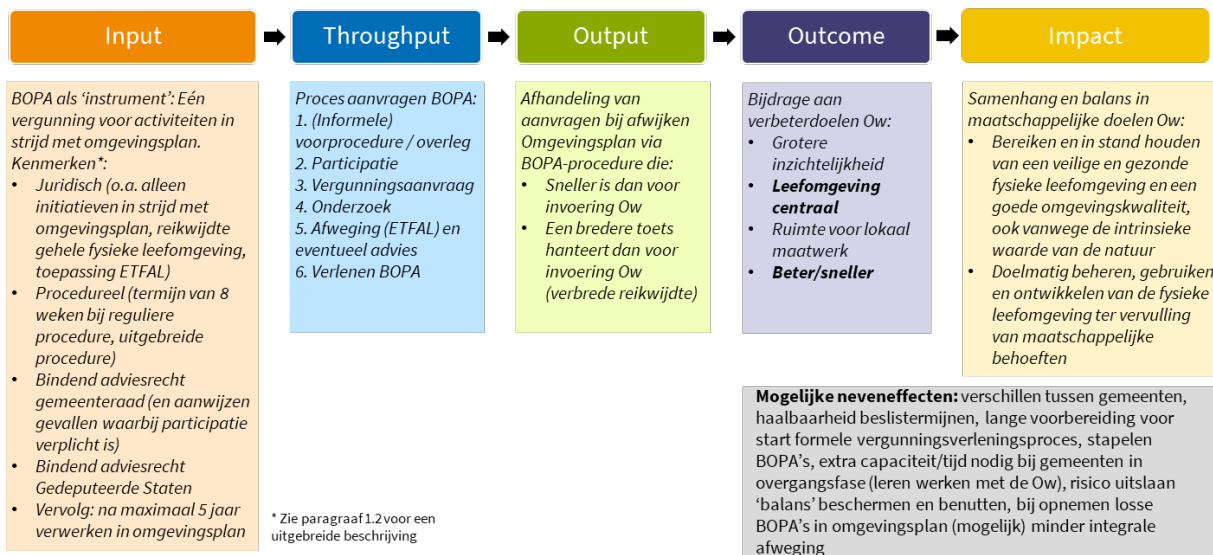 Input
Throughput
Output
Outcome
Impact
BOPA als ‘instrument’: Eén
vergunning voor activiteiten in
strijd met omgevingsplan.
Kenmerken*:
• Juridisch (o.a. alleen
initiatieven in strijd met
omgevingsplan, reikwijdte
gehele fysieke leefomgeving,
toepassing ETFAL)
• Procedureel (termijn van 8
weken bij reguliere
procedure, uitgebreide
procedure)
• Bindend adviesrecht
gemeenteraad (en aanwijzen
gevallen waarbij participatie
verplicht is)
• Bindend adviesrecht
Gedeputeerde Staten
• Vervolg: na maximaal 5 jaar
verwerken in omgevingsplan
Proces aanvragen BOPA:
1. (Informele)
voorprocedure / overleg
2. Participatie
3. Vergunningsaanvraag
4. Onderzoek
5. Afweging (ETFAL) en
eventueel advies
6. Verlenen BOPA
Afhandeling van
aanvragen bij afwijken
Omgevingsplan via
BOPA-procedure die:
• Sneller is dan voor
invoering Ow
• Een bredere toets
hanteert dan voor
invoering Ow
(verbrede reikwijdte)
Bijdrage aan
verbeterdoelen Ow:
• Grotere
inzichtelijkheid
• Leefomgeving
centraal
• Ruimte voor lokaal
maatwerk
• Beter/sneller
Samenhang en balans in
maatschappelijke doelen Ow:
• Bereiken en in stand houden
van een veilige en gezonde
fysieke leefomgeving en een
goede omgevingskwaliteit,
ook vanwege de intrinsieke
waarde van de natuur
• Doelmatig beheren, gebruiken
en ontwikkelen van de fysieke
leefomgeving ter vervulling
van maatschappelijke
behoeften
* Zie paragraaf 1.2 voor een
uitgebreide beschrijving
Mogelijke neveneffecten: verschillen tussen gemeenten,
haalbaarheid beslistermijnen, lange voorbereiding voor
start formele vergunningsverleningsproces, stapelen
BOPA’s, extra capaciteit/tijd nodig bij gemeenten in
overgangsfase (leren werken met de Ow), risico uitslaan
‘balans’ beschermen en benutten, bij opnemen losse
BOPA’s in omgevingsplan (mogelijk) minder integrale
afweging